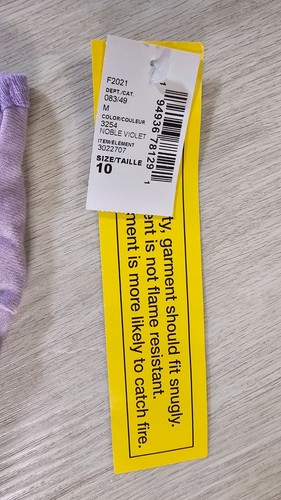 F2021
DEPT./CAT.
083/49
M
COLOR/COULEUR
3254
NOBLE VIOLET
ITEM/ÉLÉMENT
3022707
SIZE/TAILLE
10
1 94936 78129 1
ty, garment should fit snugly.
ent is not flame resistant.
ment is more likely to catch fire.